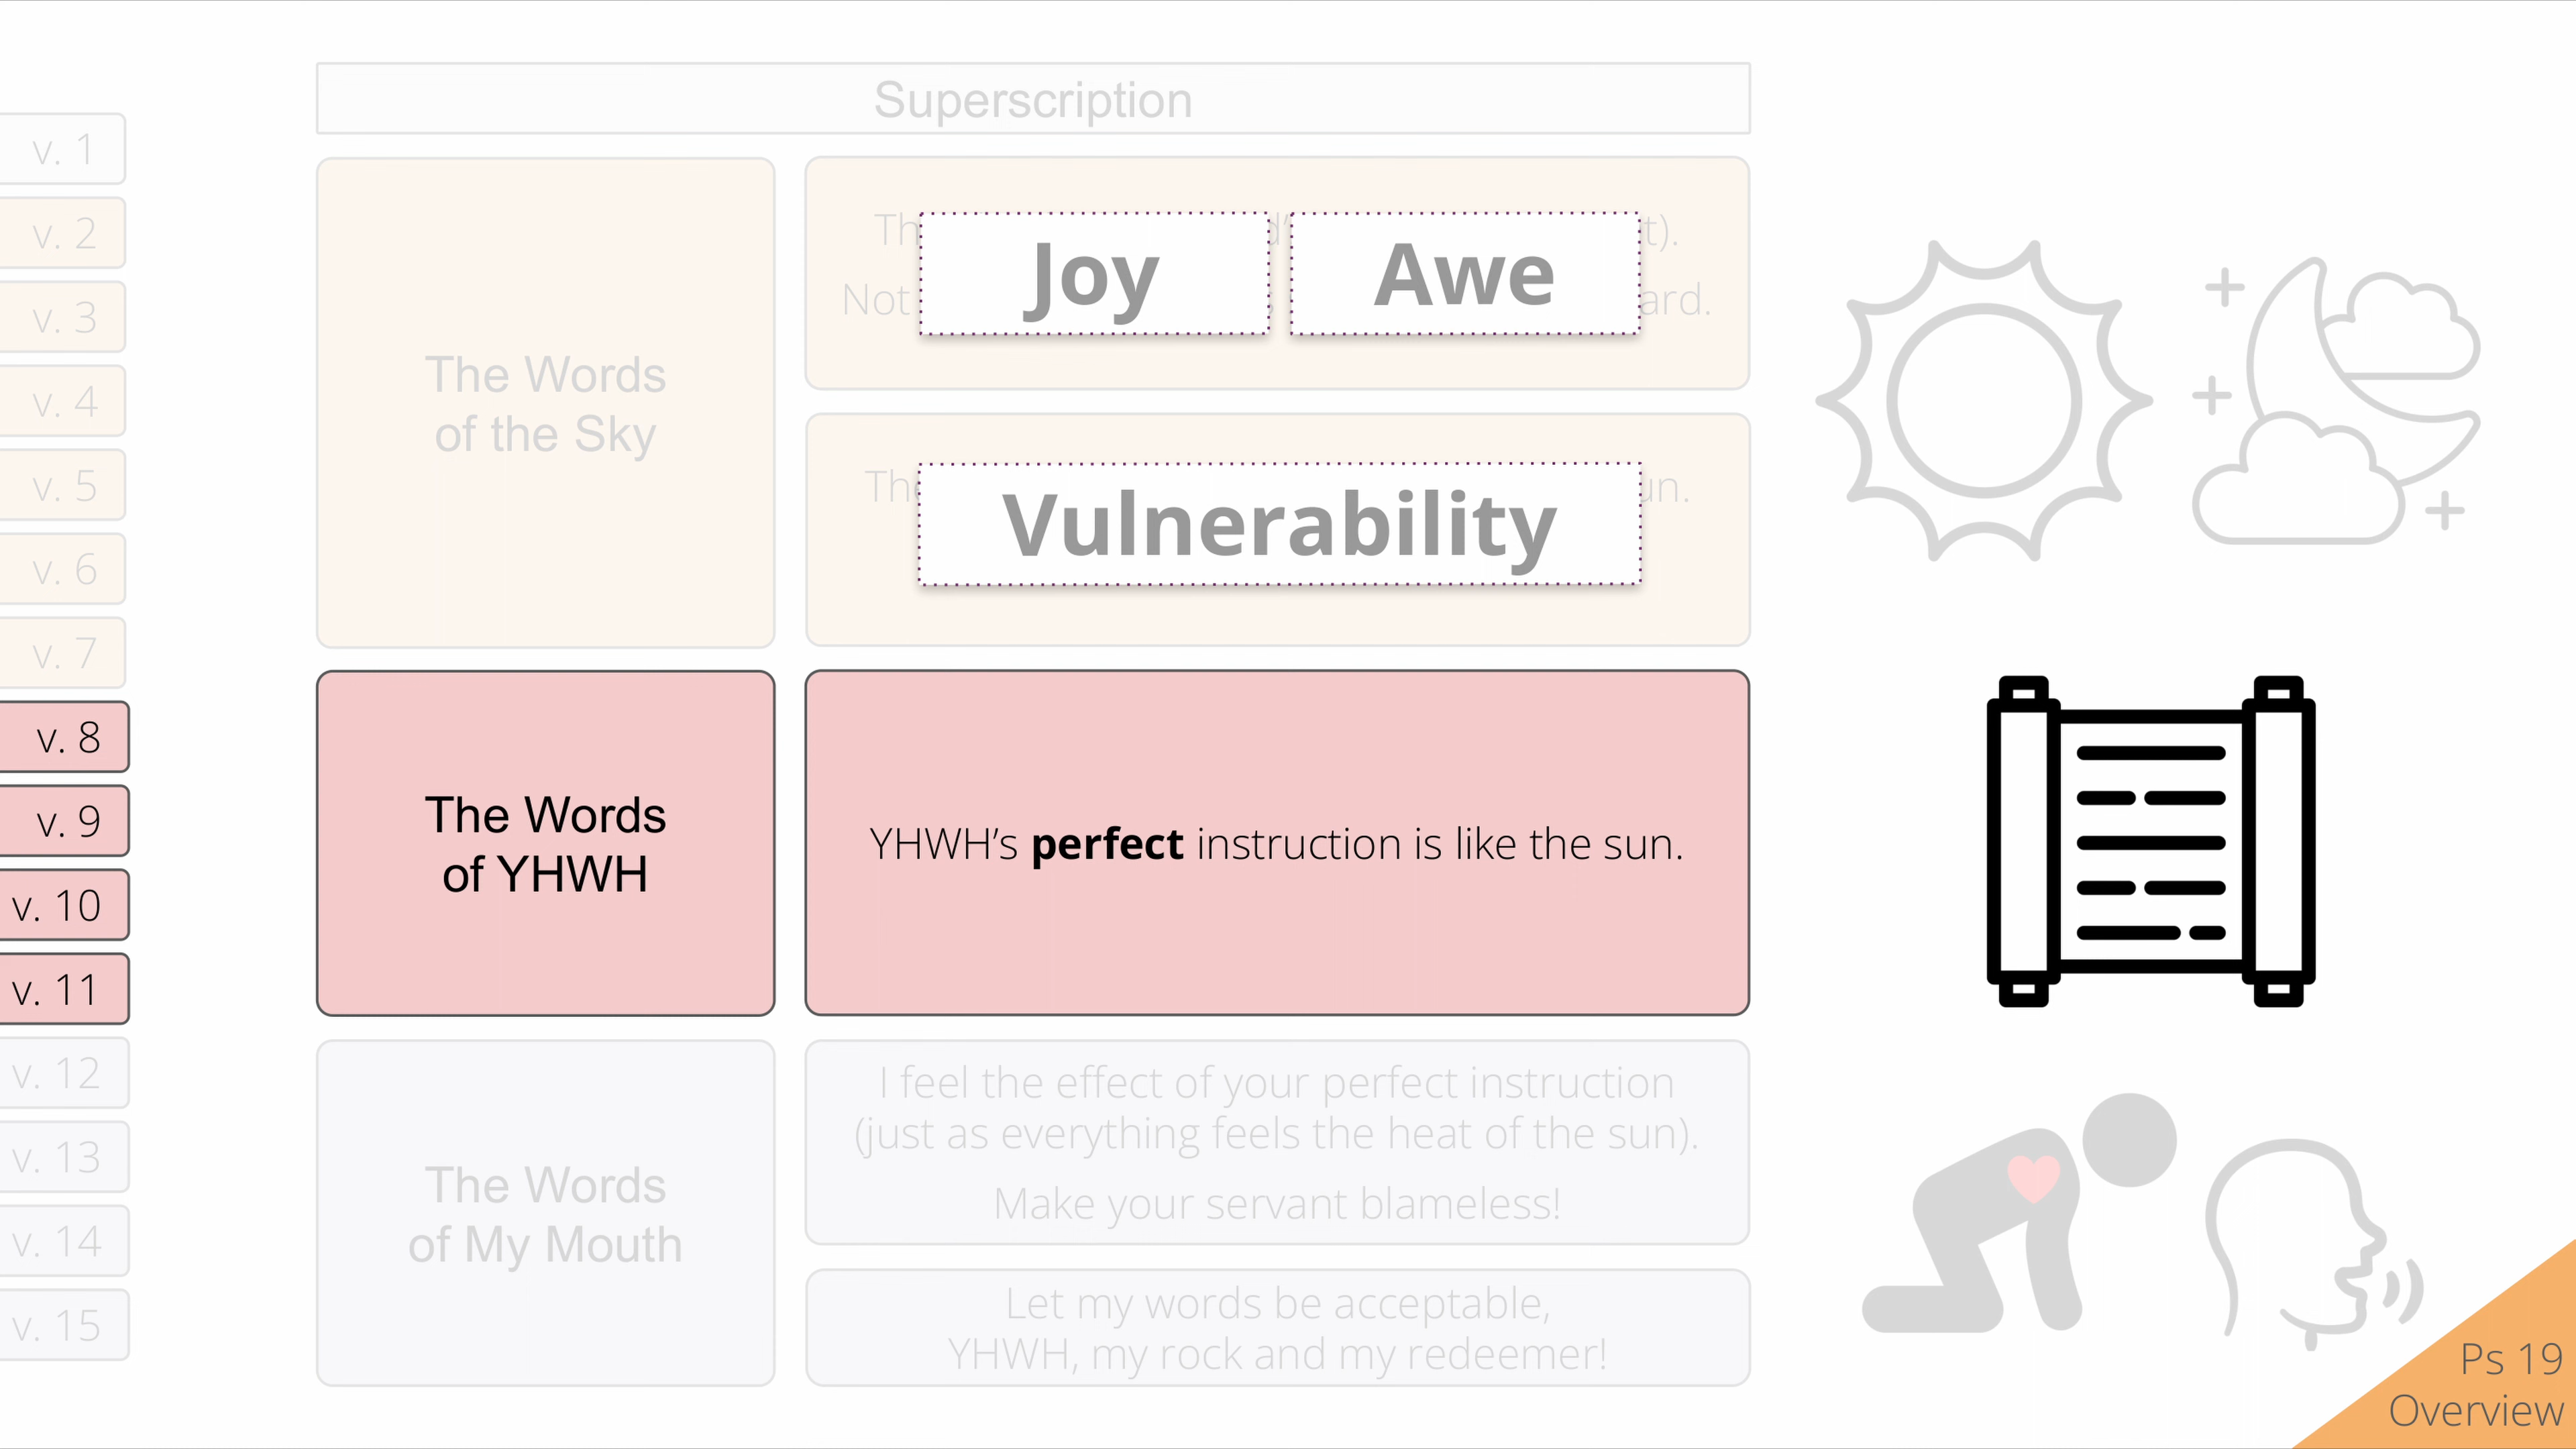 Superscription
v. 1
v. 2
v. 3
v. 4
v. 5
v. 6
v. 7
v. 8
v. 9
v. 10
v. 11
v. 12
v. 13
v. 14
v. 15
The Words
of the Sky
Joy
Awe
Not
Vulnerability
The Words
of YHWH
YHWH’s perfect instruction is like the sun.
The Words
of My Mouth
I feel the effect of your perfect instruction
(just as everything feels the heat of the sun).
Make your servant blameless!
Let my words be acceptable,
YHWH, my rock and my redeemer!
Ps 19
Overview